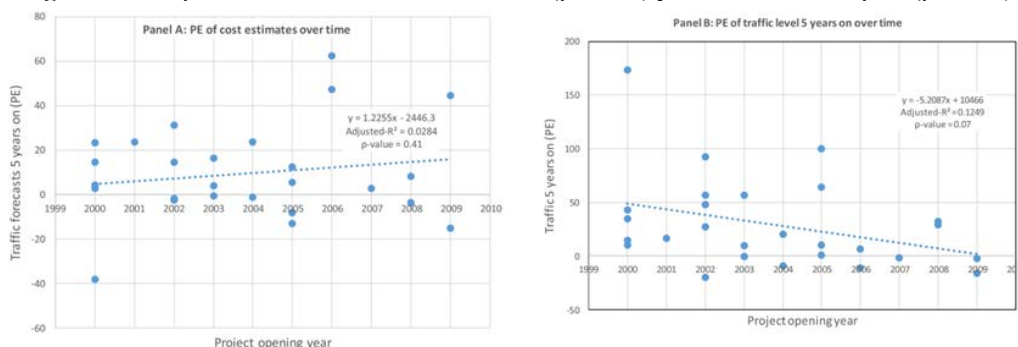 Panel A: PE of cost estimates over time
80
60
40
20
0
-20
-40
-60
1999 2000 2001 2002 2003 2004 2005 2006 2007 2008 2009 2010
Traffic forecasts 5 years on (PE)
y = 1.2255x - 2446.3
Adjusted-R² = 0.0284
p-value = 0.41
Project opening year
Panel B: PE of traffic level 5 years on over time
200
150
100
50
0
-50
1999 2000 2001 2002 2003 2004 2005 2006 2007 2008 2009
Traffic 5 years on (PE)
y = -5.2087x + 10466
Adjusted-R² = 0.1249
p-value = 0.07
Project opening year